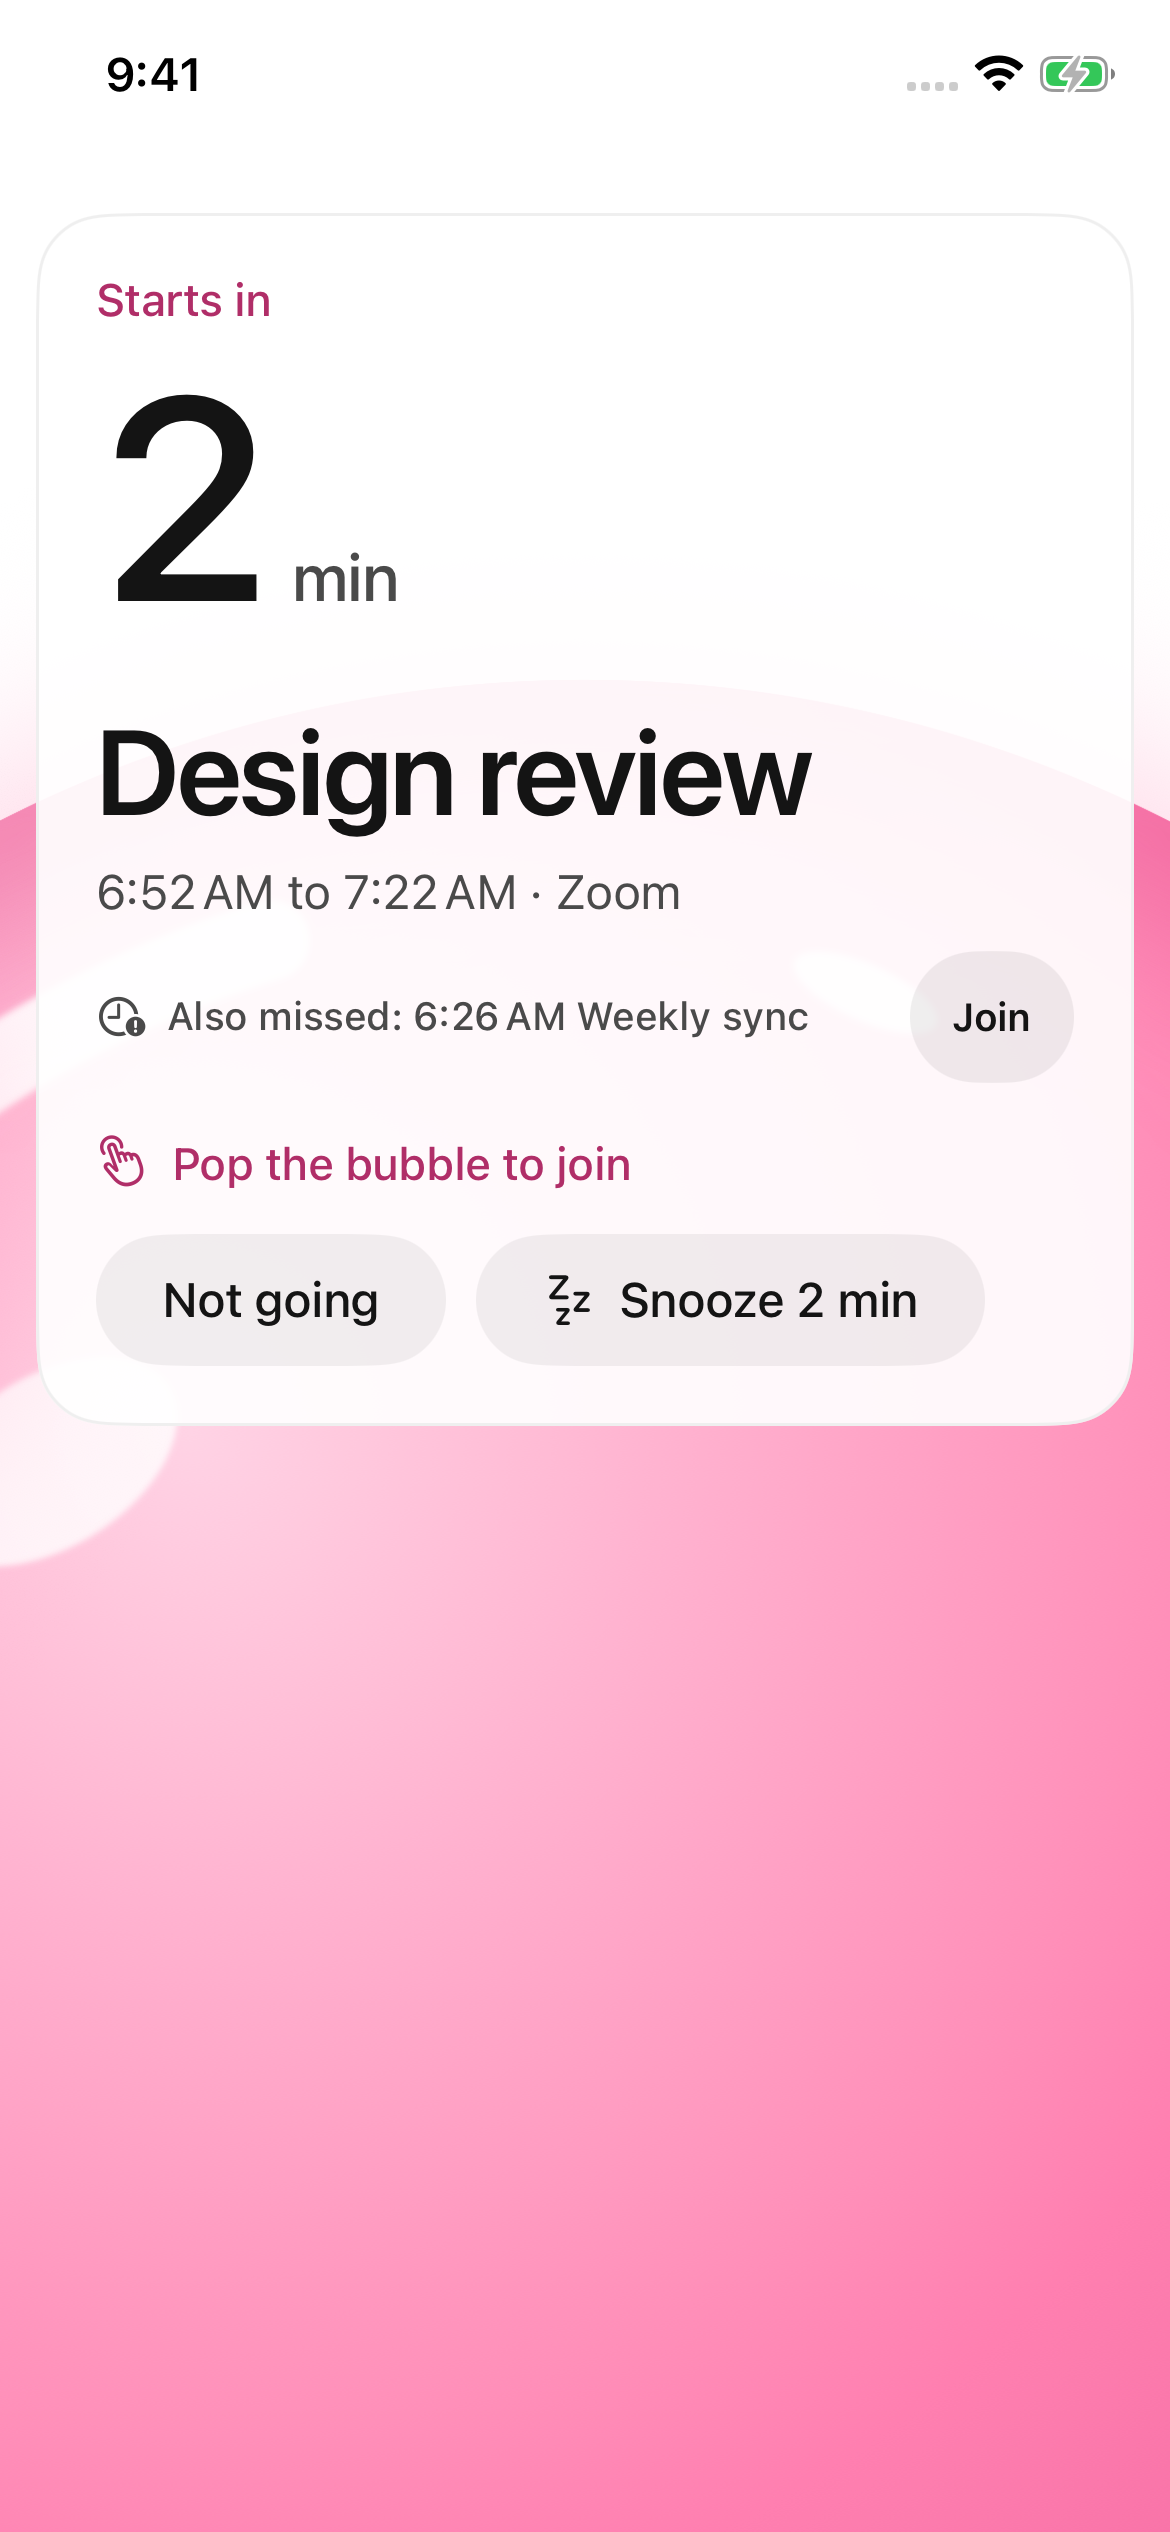 9:41
Starts in
2 min
Design review
6:52 AM to 7:22 AM · Zoom
Also missed: 6:26 AM Weekly sync
Join
Pop the bubble to join
Not going
zzz Snooze 2 min